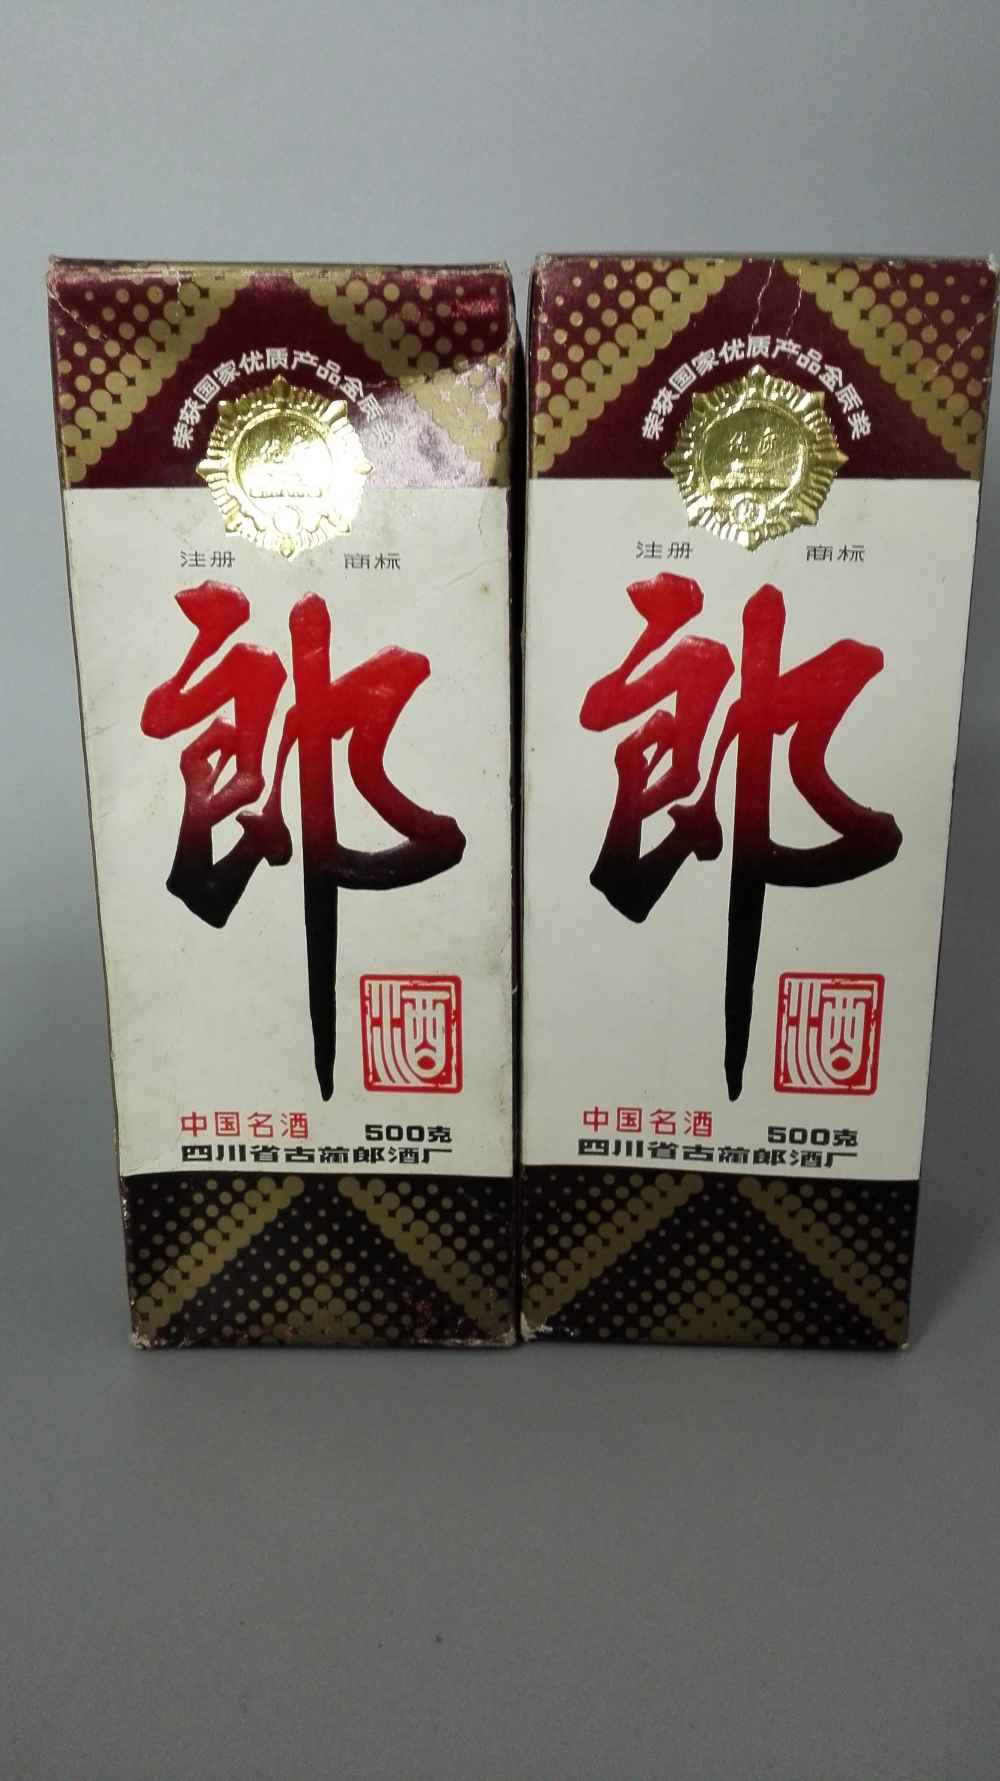 荣获国家优质产品金质奖
注册 商标
郎
酒
中国名酒 500克
四川省古蔺郎酒厂
荣获国家优质产品金质奖
注册 商标
郎
酒
中国名酒 500克
四川省古蔺郎酒厂